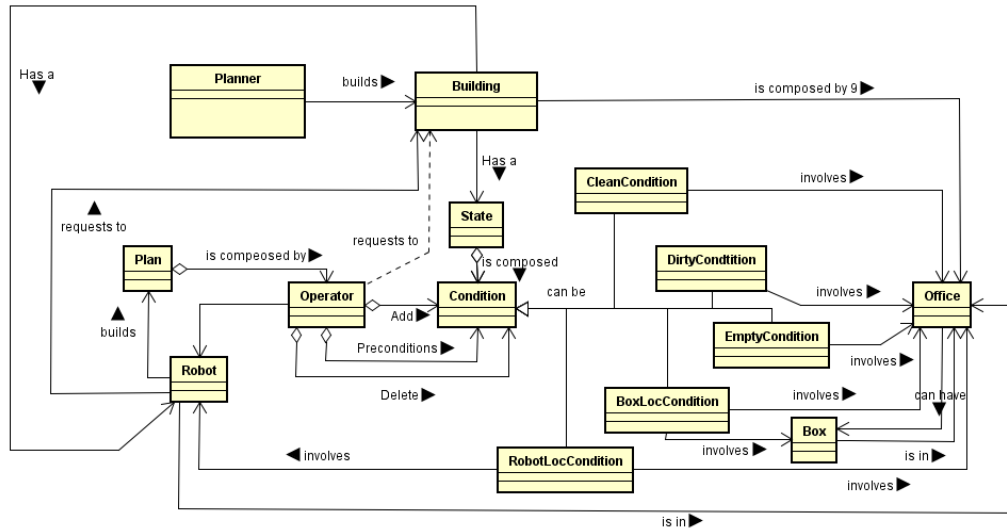 Has a
Planner
builds
Building
is composed by 9
Has a
CleanCondition
involves
requests to
State
requests to
Plan
is compeosed by
is composed
DirtyCondtition
Operator
Condition
can be
involves
Office
Add
builds
Preconditions
EmptyCondition
involves
Robot
Delete
BoxLocCondition
involves
can have
Box
involves
RobotLocCondition
involves
is in
involves
is in